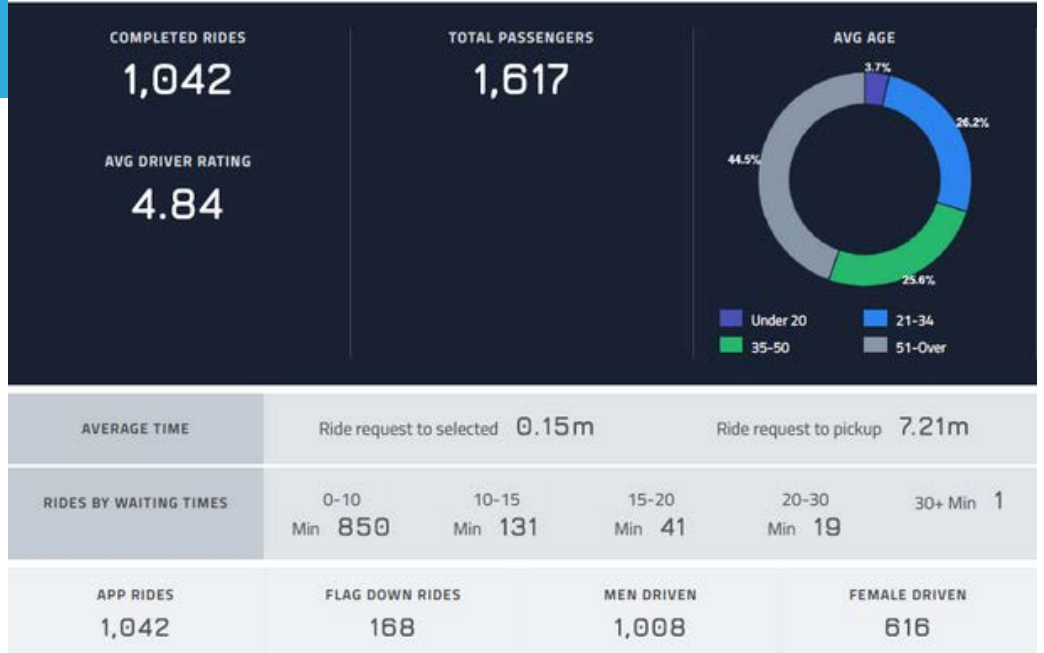 COMPLETED RIDES
1,042
AVG DRIVER RATING
4.84
TOTAL PASSENGERS
1,617
AVG AGE
3.7%
26.2%
44.5%
25.6%
Under 20
21-34
35-50
51-Over
AVERAGE TIME
Ride request to selected 0.15m
Ride request to pickup 7.21m
RIDES BY WAITING TIMES
0-10
Min 850
10-15
Min 131
15-20
Min 41
20-30
Min 19
30+ Min 1
APP RIDES
1,042
FLAG DOWN RIDES
168
MEN DRIVEN
1,008
FEMALE DRIVEN
616